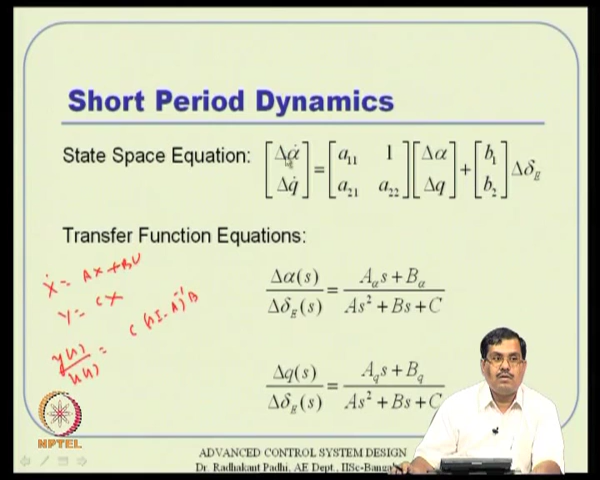 Short Period Dynamics
State Space Equation: [Δα̇ Δq̇] = [a₁₁ 1 a₂₁ a₂₂] [Δα Δq] + [b₁ b₂] Δδ_E
Transfer Function Equations:
Ẋ = AX + BU
Y = CX
Y(s)/U(s) = C(sI-A)⁻¹B
Δα(s)/Δδ_E(s) = (A_α s + B_α)/(As² + Bs + C)
Δq(s)/Δδ_E(s) = (A_q s + B_q)/(As² + Bs + C)
NPTEL
ADVANCED CONTROL SYSTEM DESIGN
Dr. Radhakant Padhi, AE Dept., IISc-Banga